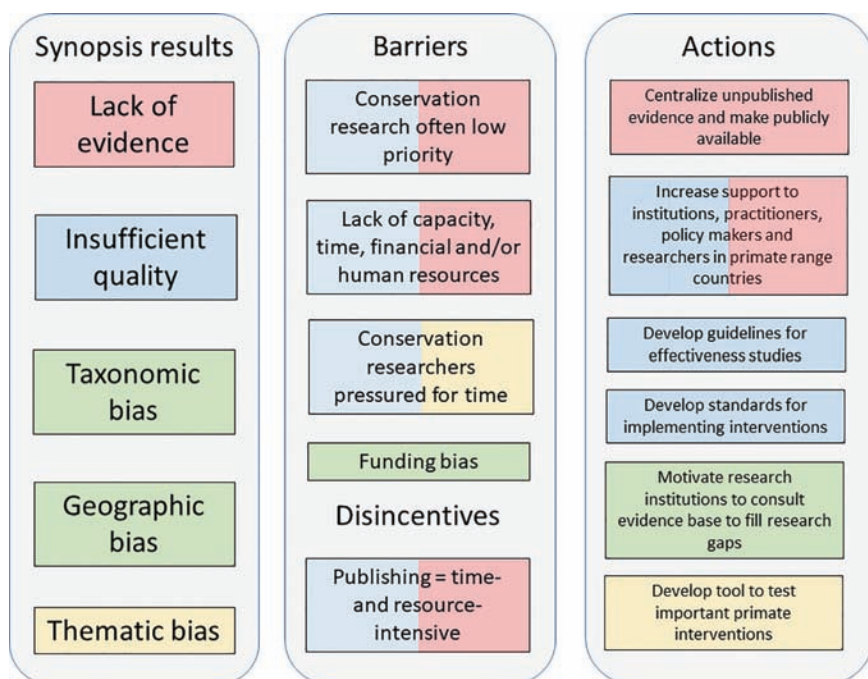 Synopsis results
Lack of
evidence
Insufficient
quality
Taxonomic
bias
Geographic
bias
Thematic bias
Barriers
Conservation
research often low
priority
Lack of capacity,
time, financial and/or
human resources
Conservation
researchers
pressured for time
Funding bias
Disincentives
Publishing = time-
and resource-
intensive
Actions
Centralize unpublished
evidence and make publicly
available
Increase support to
institutions, practitioners,
policy makers and
researchers in primate range
countries
Develop guidelines for
effectiveness studies
Develop standards for
implementing interventions
Motivate research
institutions to consult
evidence base to fill research
gaps
Develop tool to test
important primate
interventions